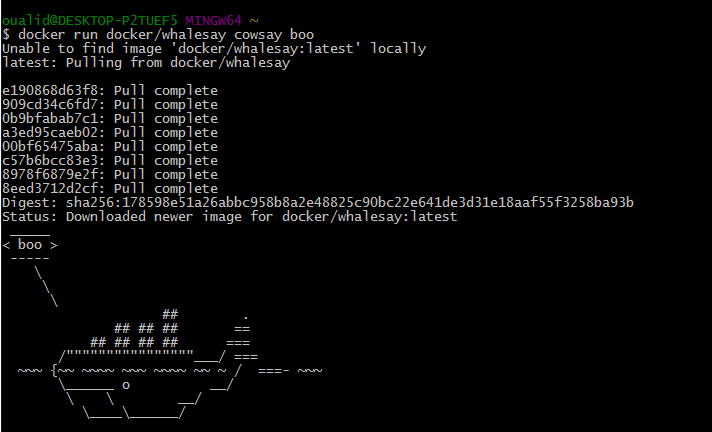 oualid@DESKTOP-P2TUEF5 MINGW64 ~
$ docker run docker/whalesay cowsay boo
Unable to find image 'docker/whalesay:latest' locally
latest: Pulling from docker/whalesay

e190868d63f8: Pull complete
909cd34c6fd7: Pull complete
0b9bfabab7c1: Pull complete
a3ed95caeb02: Pull complete
00bf65475aba: Pull complete
c57b6bcc83e3: Pull complete
8978f6879e2f: Pull complete
8eed3712d2cf: Pull complete
Digest: sha256:178598e51a26abbc958b8a2e48825c90bc22e641de3d31e18aaf55f3258ba93b
Status: Downloaded newer image for docker/whalesay:latest
 _____
< boo >
 -----
    \
     \
      \
                    ##         .
              ## ## ##       ==
           ## ## ## ##      ===
       /""""""""""""""""___/ ===
  ~~~ {~~ ~~~~ ~~~ ~~~~ ~~ ~ /  ===- ~~~
       \______ o          __/
        \    \        __/
          \____\______/